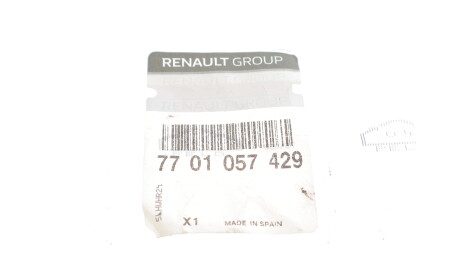 RENAULT GROUP
77 01 057 429
X1
MADE IN SPAIN